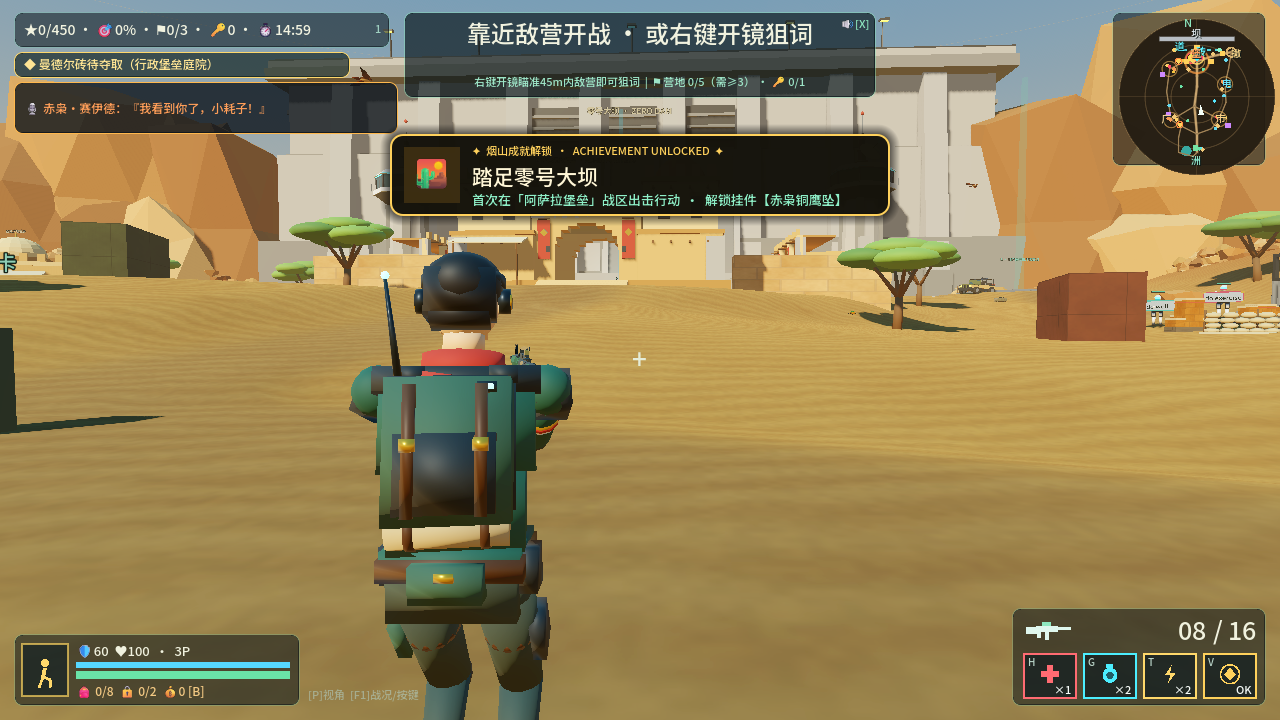 ★0/450 · 🎯0% · ⚑0/3 · 🔑0 · ⏱14:59
1
◆ 曼德尔砖待夺取（行政堡垒庭院）
赤枭·赛伊德：『我看到你了，小耗子！』
靠近敌营开战 · 或右键开镜狙词
[X]
右键开镜瞄准45m内敌营即可狙词｜⚑营地 0/5（需≥3） · 🔑 0/1
✦ 烟山成就解锁 · ACHIEVEMENT UNLOCKED ✦
踏足零号大坝
首次在「阿萨拉堡垒」战区出击行动 · 解锁挂件【赤枭铜鹰坠】
N
坝
道
市
洲
卡
60 ♥100 · 3P
0/8 0/2 0 [B]
[P]视角 [F1]战况/按键
08 / 16
H
×1
G
×2
T
×2
V
OK